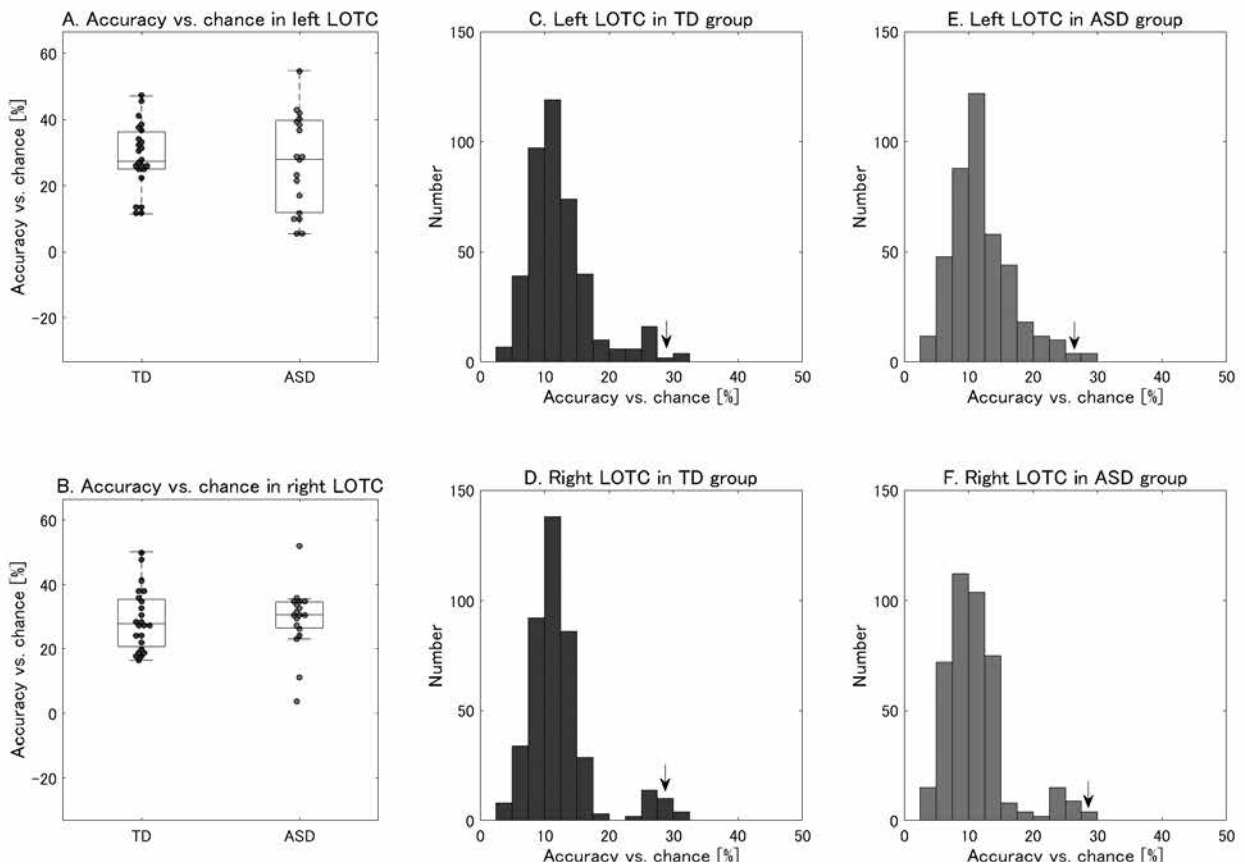 A. Accuracy vs. chance in left LOTC
60
40
20
0
-20
Accuracy vs. chance [%]
TD
ASD
C. Left LOTC in TD group
150
100
50
0
Number
0
10
20
30
40
50
Accuracy vs. chance [%]
E. Left LOTC in ASD group
150
100
50
0
Number
0
10
20
30
40
50
Accuracy vs. chance [%]
B. Accuracy vs. chance in right LOTC
60
40
20
0
-20
Accuracy vs. chance [%]
TD
ASD
D. Right LOTC in TD group
150
100
50
0
Number
0
10
20
30
40
50
Accuracy vs. chance [%]
F. Right LOTC in ASD group
150
100
50
0
Number
0
10
20
30
40
50
Accuracy vs. chance [%]